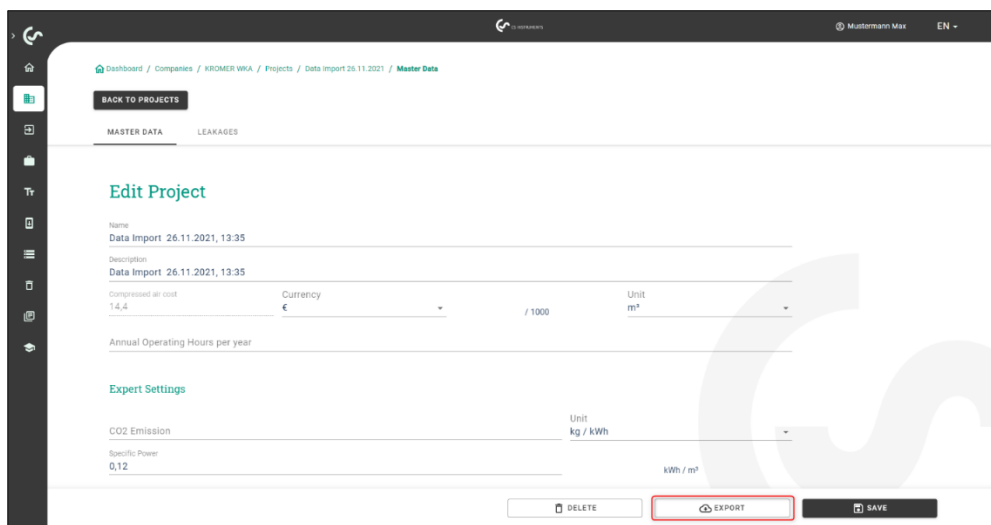 CS INSTRUMENTS
Mustermann Max
EN
Dashboard / Companies / KROMER WKA / Projects / Data Import 26.11.2021 / Master Data
BACK TO PROJECTS
MASTER DATA LEAKAGES
Edit Project
Name
Data Import 26.11.2021, 13:35
Description
Data Import 26.11.2021, 13:35
Compressed air cost Currency Unit
14,4 € / 1000 m³
Annual Operating Hours per year
Expert Settings
CO2 Emission Unit
kg / kWh
Specific Power
0,12 kWh / m³
DELETE EXPORT SAVE